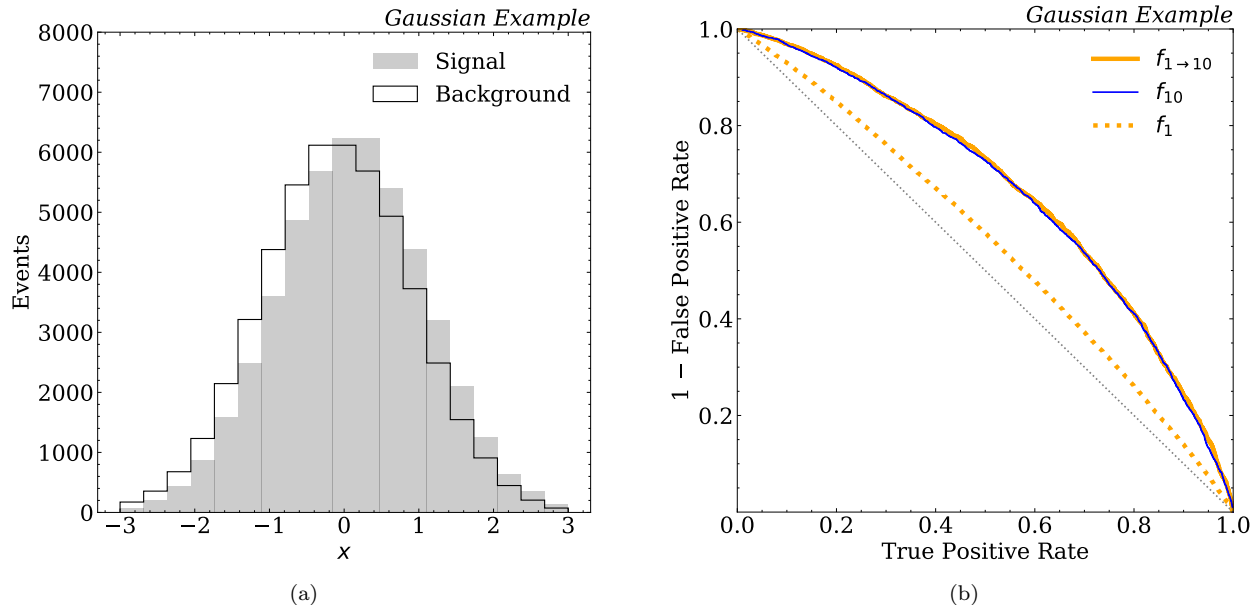 Gaussian Example
8000
7000
6000
5000
4000
3000
2000
1000
0
Events
Signal
Background
−3 −2 −1 0 1 2 3
x
(a)
Gaussian Example
1.0
0.8
0.6
0.4
0.2
1 − False Positive Rate
f1→10
f10
f1
0.0 0.2 0.4 0.6 0.8 1.0
True Positive Rate
(b)